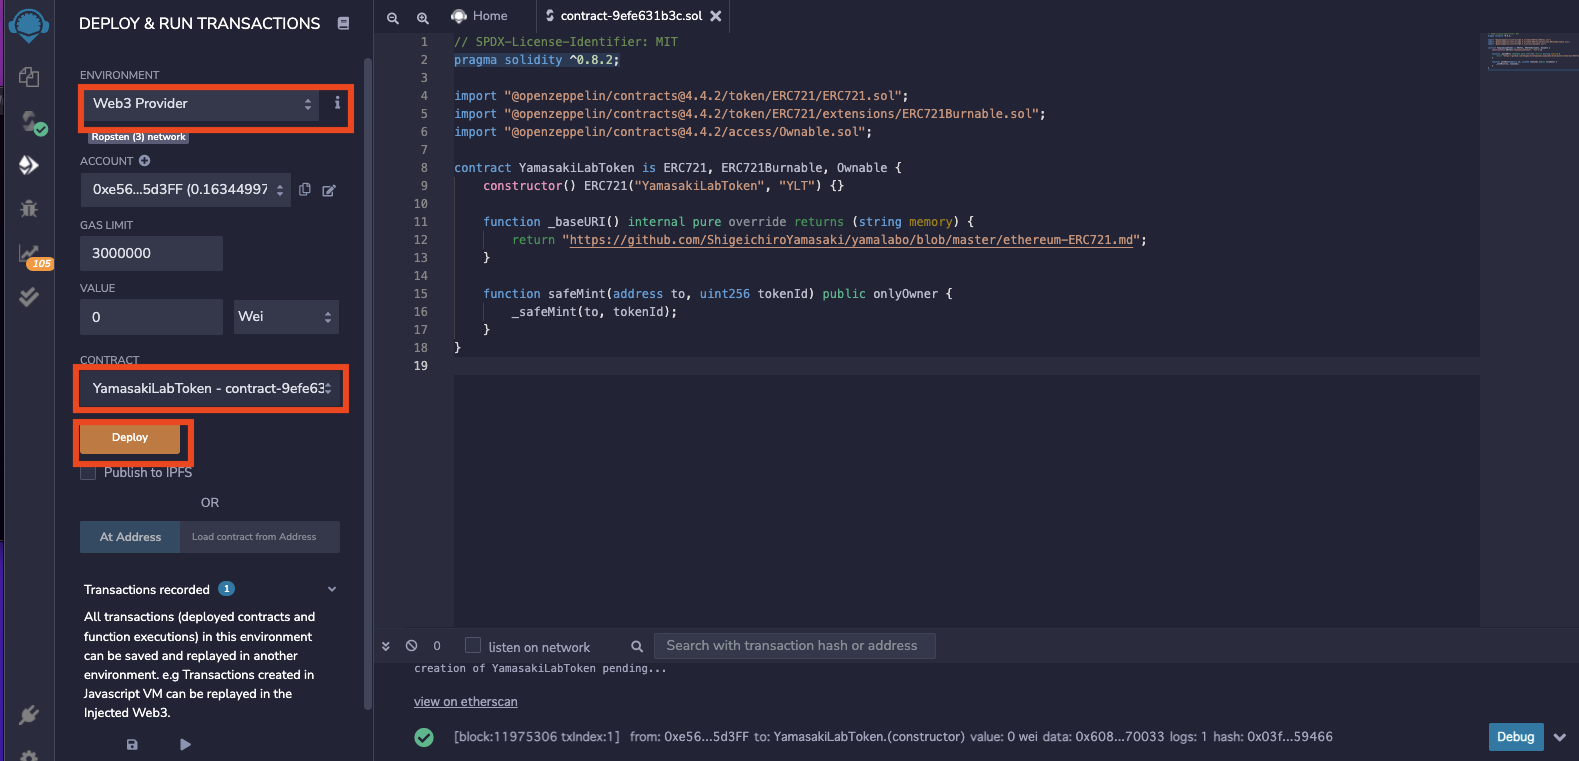 DEPLOY & RUN TRANSACTIONS
ENVIRONMENT
Web3 Provider
i
Ropsten (3) network
ACCOUNT
0xe56...5d3FF (0.16344997
GAS LIMIT
3000000
VALUE
0
Wei
CONTRACT
YamasakiLabToken - contract-9efe63
Deploy
Publish to IPFS
OR
At Address
Load contract from Address
Transactions recorded 1
All transactions (deployed contracts and
function executions) in this environment
can be saved and replayed in another
environment. e.g Transactions created in
Javascript VM can be replayed in the
Injected Web3.
105
Home
contract-9efe631b3c.sol
1 // SPDX-License-Identifier: MIT
2 pragma solidity ^0.8.2;
3
4 import "@openzeppelin/contracts@4.4.2/token/ERC721/ERC721.sol";
5 import "@openzeppelin/contracts@4.4.2/token/ERC721/extensions/ERC721Burnable.sol";
6 import "@openzeppelin/contracts@4.4.2/access/Ownable.sol";
7
8 contract YamasakiLabToken is ERC721, ERC721Burnable, Ownable {
9 constructor() ERC721("YamasakiLabToken", "YLT") {}
10
11 function _baseURI() internal pure override returns (string memory) {
12 return "https://github.com/ShigeichiroYamasaki/yamalabo/blob/master/ethereum-ERC721.md";
13 }
14
15 function safeMint(address to, uint256 tokenId) public onlyOwner {
16 _safeMint(to, tokenId);
17 }
18 }
19
0
listen on network
Search with transaction hash or address
creation of YamasakiLabToken pending...
view on etherscan
[block:11975306 txIndex:1] from: 0xe56...5d3FF to: YamasakiLabToken.(constructor) value: 0 wei data: 0x608...70033 logs: 1 hash: 0x03f...59466
Debug